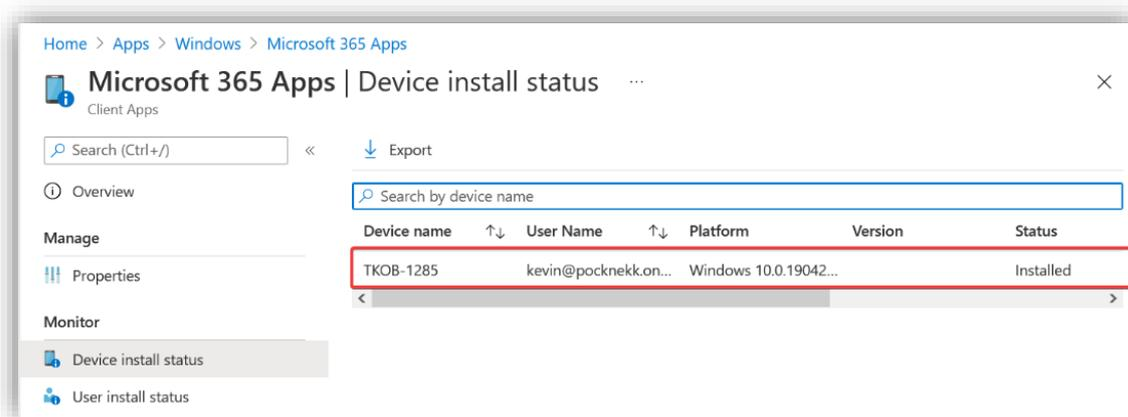 Home > Apps > Windows > Microsoft 365 Apps
Microsoft 365 Apps | Device install status ...
Client Apps
Search (Ctrl+/)
«
Export
Overview
Search by device name
Device name ↑↓ User Name ↑↓ Platform Version Status
Manage
TKOB-1285 kevin@pocknekk.on... Windows 10.0.19042... Installed
Properties
Monitor
Device install status
User install status